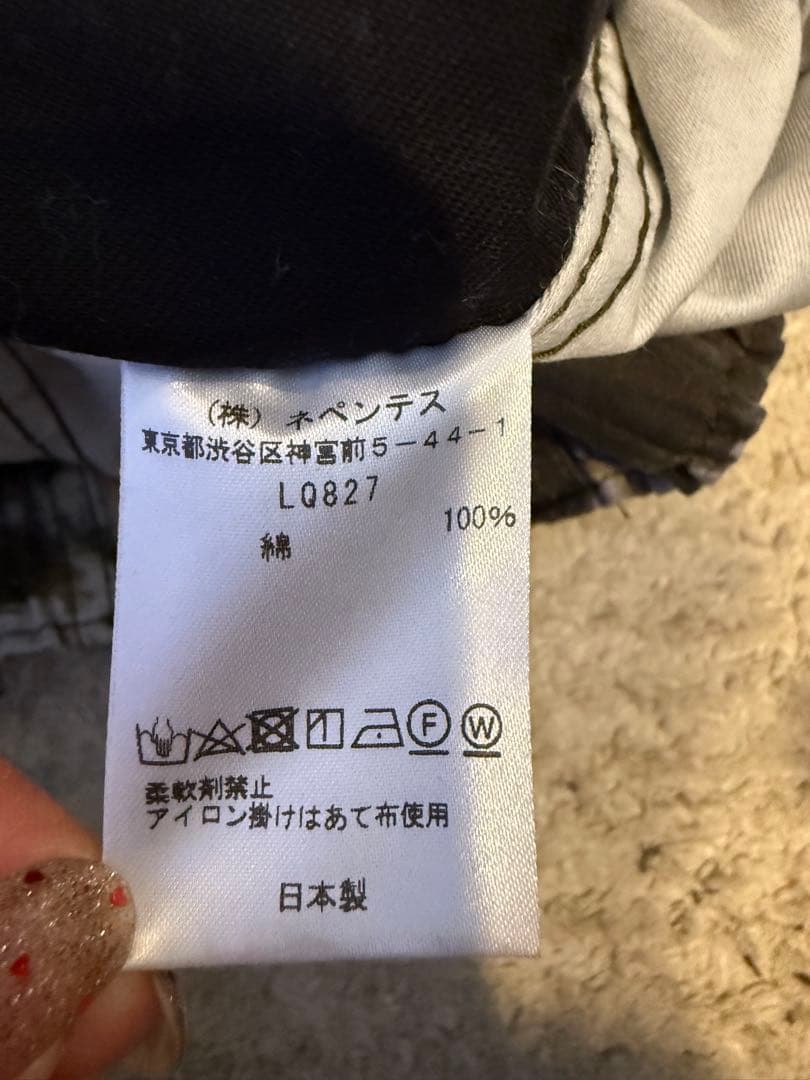 (株) ネペンテス
東京都渋谷区神宮前5-44-1
LQ827
綿 100%
F W
柔軟剤禁止
アイロン掛けはあて布使用
日本製